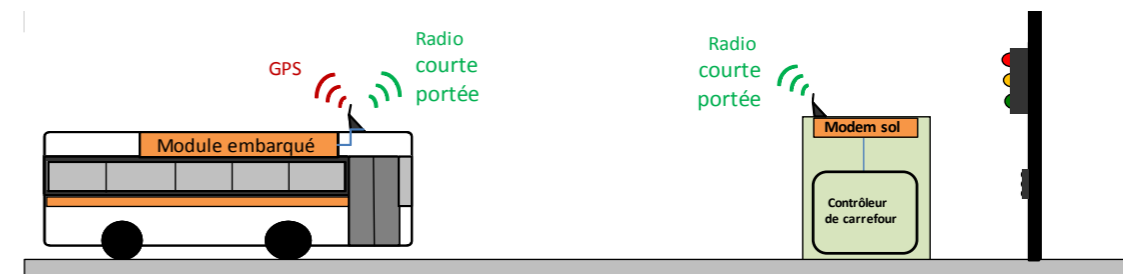 GPS
Radio
courte
portée
Module embarqué
Radio
courte
portée
Modem sol
Contrôleur
de carrefour